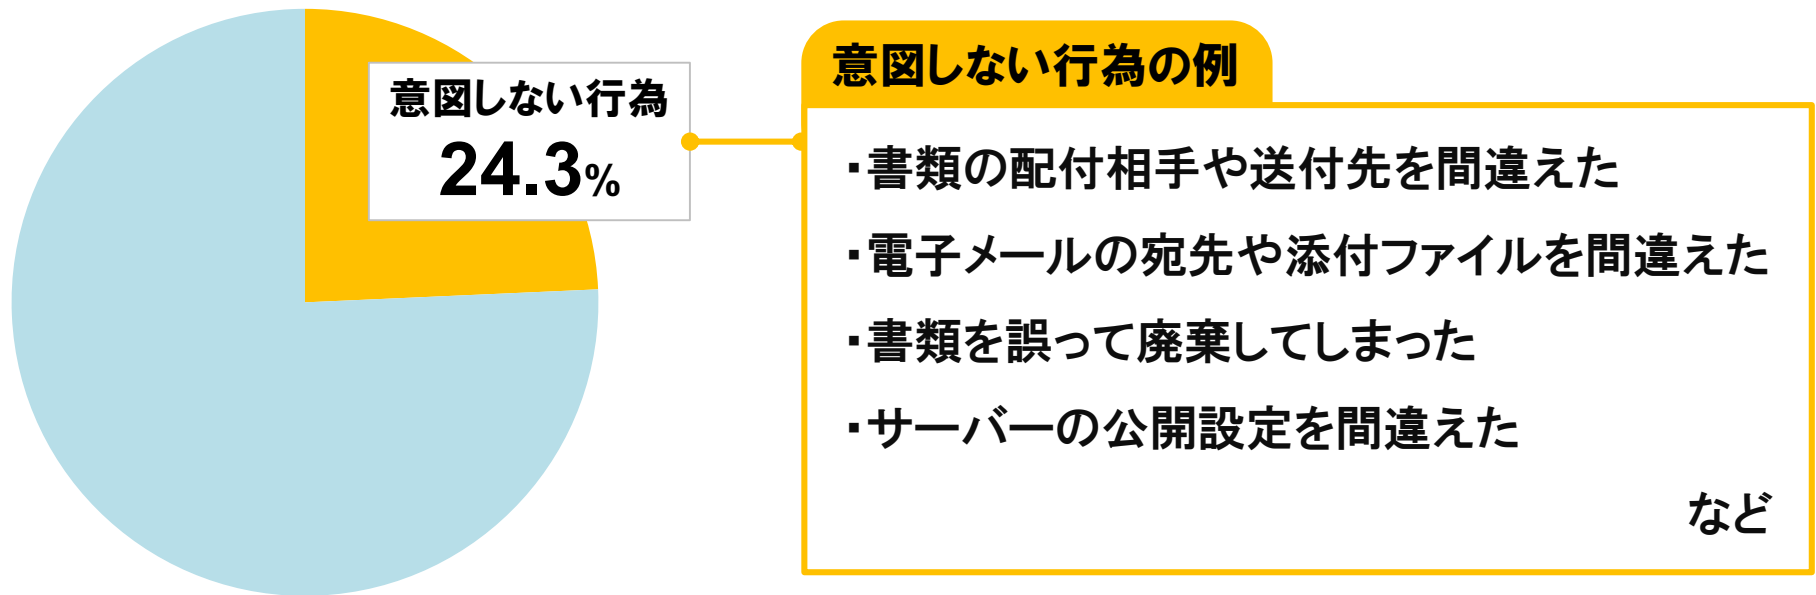 意図しない行為
24.3%
意図しない行為の例
・書類の配付相手や送付先を間違えた
・電子メールの宛先や添付ファイルを間違えた
・書類を誤って廃棄してしまった
・サーバーの公開設定を間違えた
など